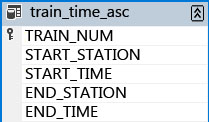 train_time_asc
TRAIN_NUM
START_STATION
START_TIME
END_STATION
END_TIME